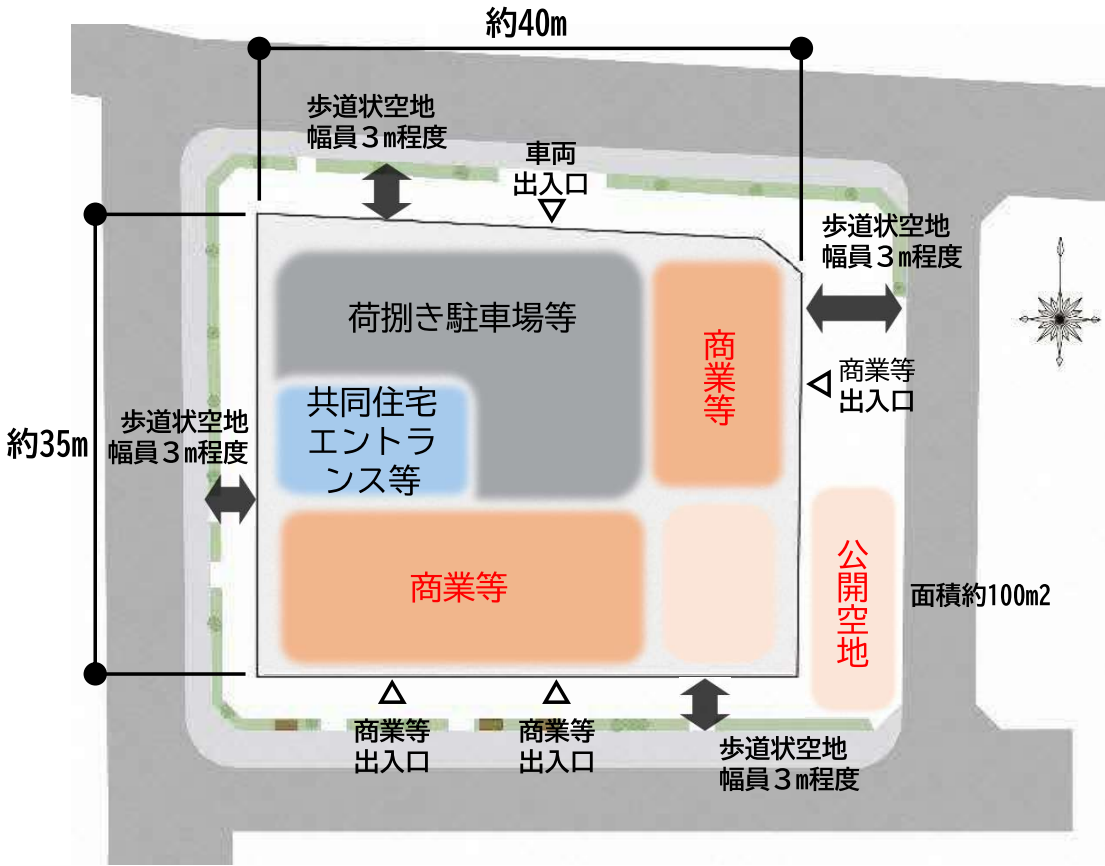 約40m
歩道状空地
幅員３ｍ程度
車両
出入口
歩道状空地
幅員３ｍ程度
荷捌き駐車場等
商業等
商業等
出入口
共同住宅
エントラ
ンス等
歩道状空地
幅員３ｍ程度
約35m
商業等
公開空地
面積約100m2
商業等
出入口
商業等
出入口
歩道状空地
幅員３ｍ程度